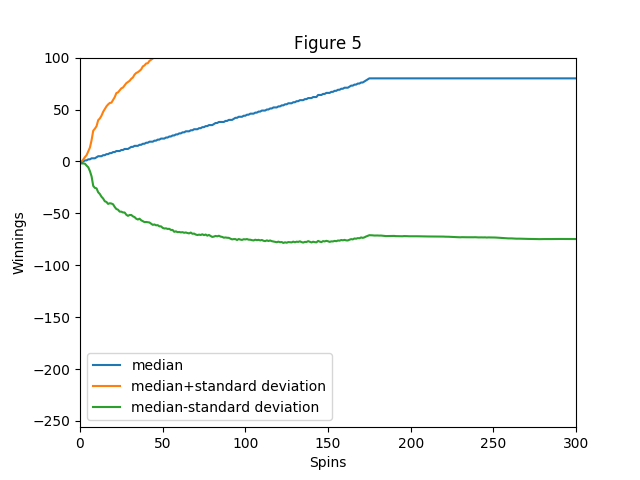 Figure 5
100
50
0
−50
−100
−150
−200
−250
Winnings
median
median+standard deviation
median-standard deviation
0 50 100 150 200 250 300
Spins